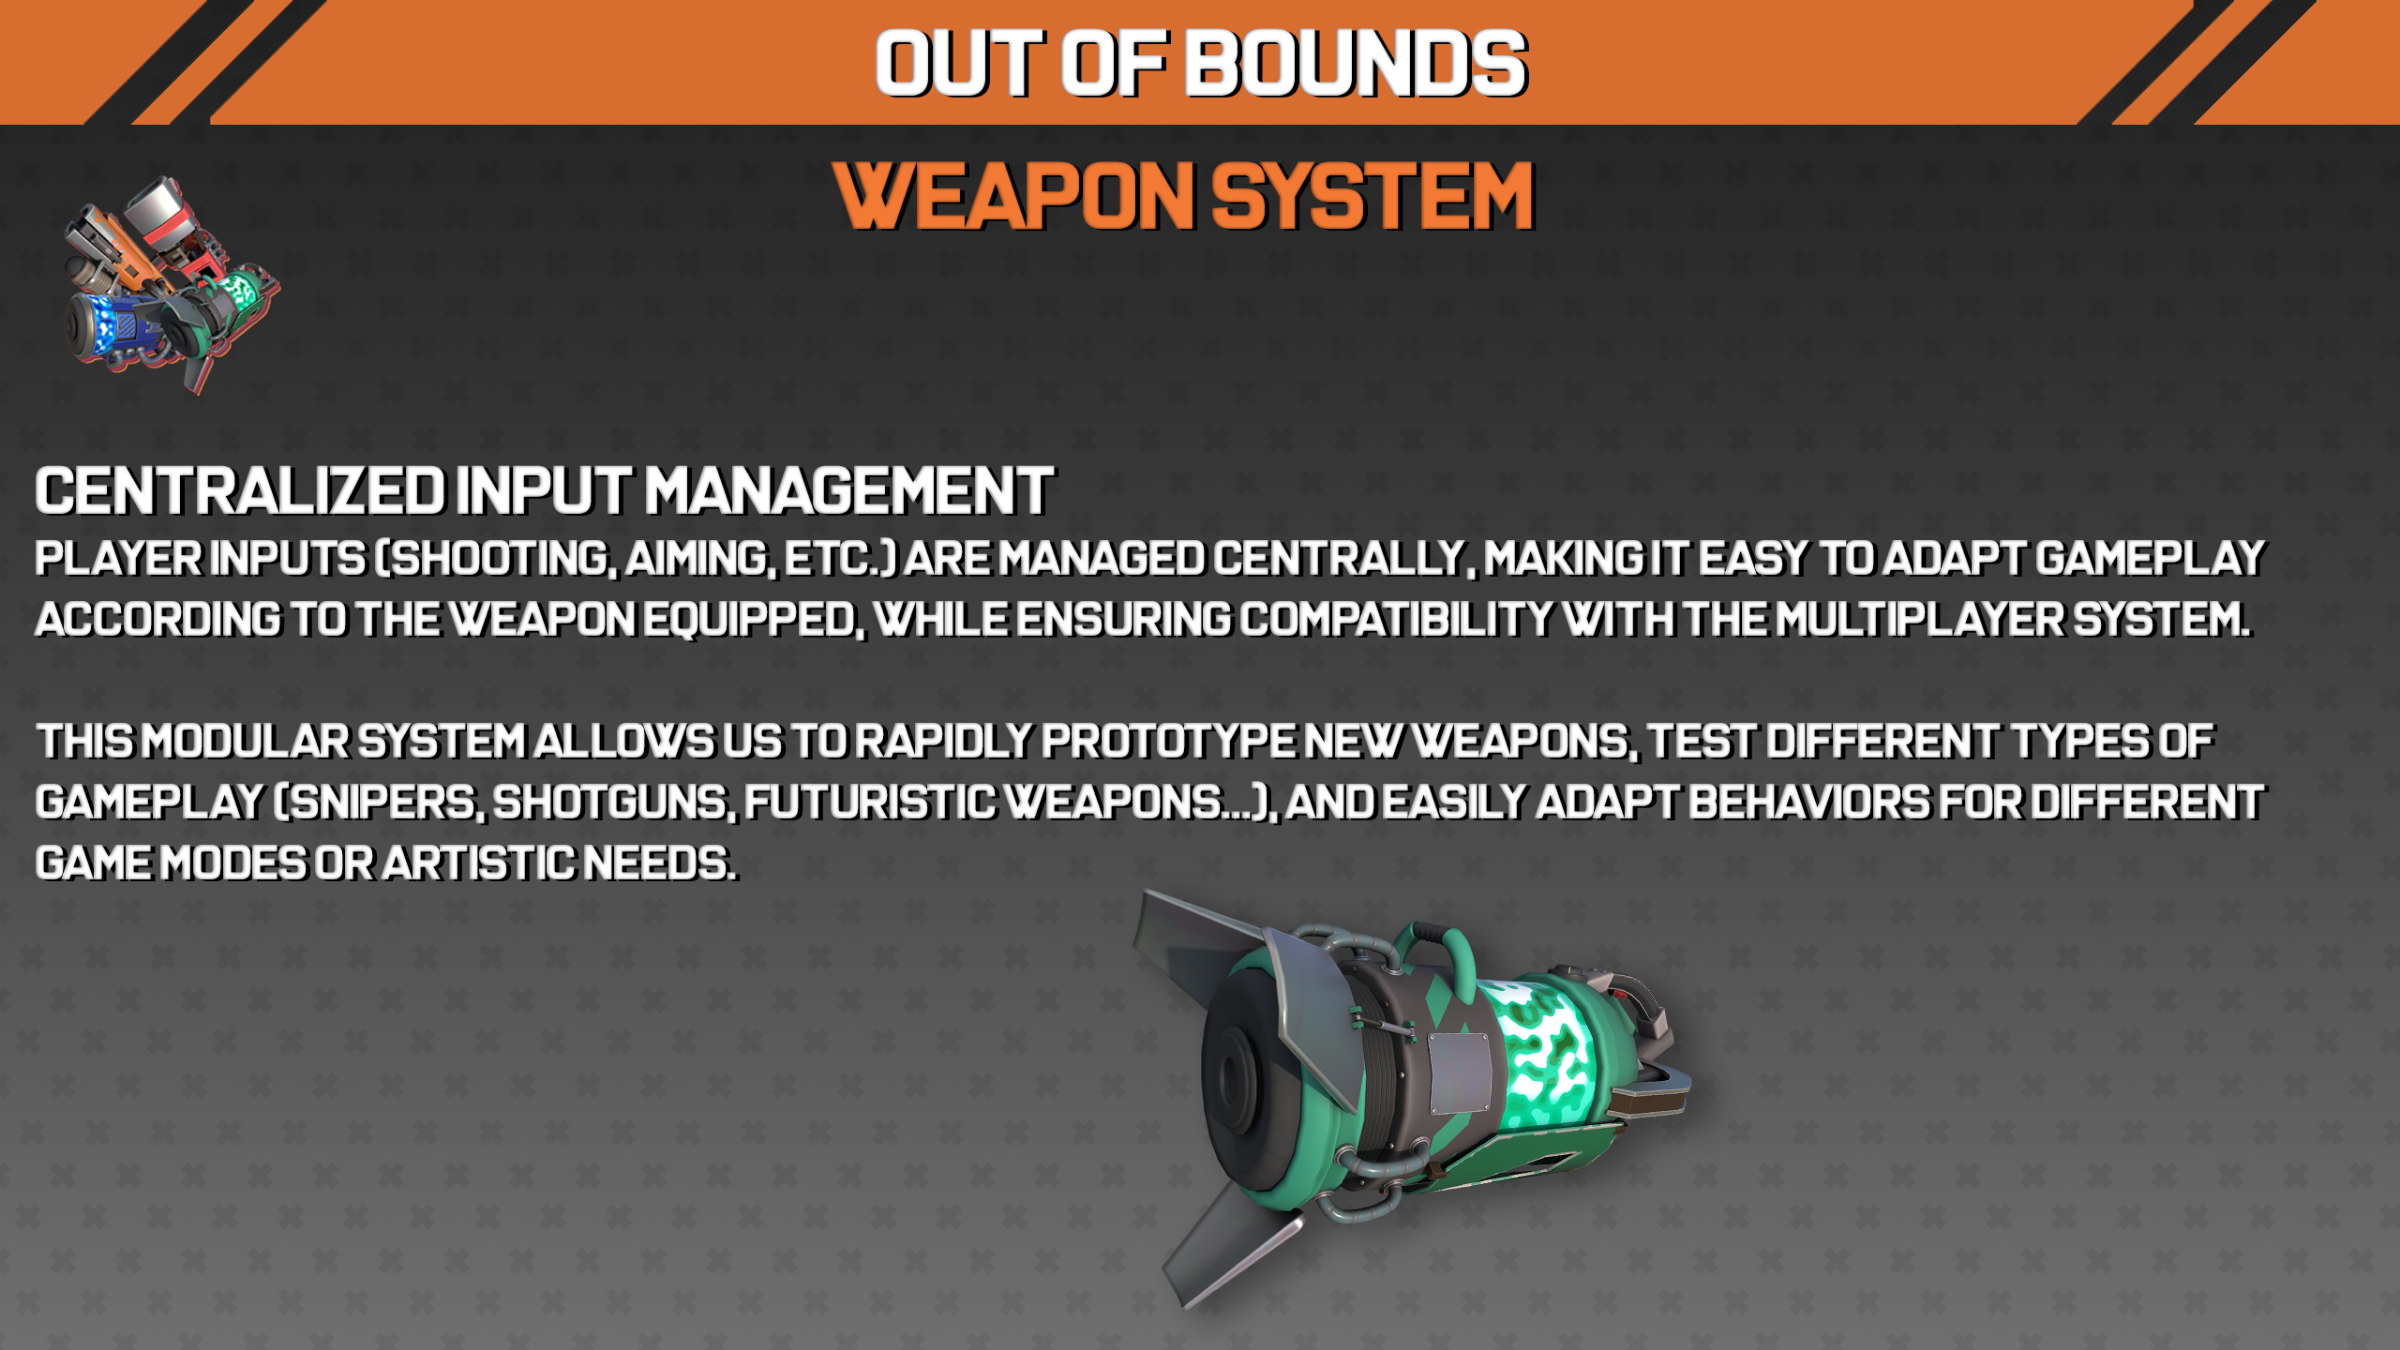 OUT OF BOUNDS
WEAPON SYSTEM
CENTRALIZED INPUT MANAGEMENT
PLAYER INPUTS (SHOOTING, AIMING, ETC.) ARE MANAGED CENTRALLY, MAKING IT EASY TO ADAPT GAMEPLAY
ACCORDING TO THE WEAPON EQUIPPED, WHILE ENSURING COMPATIBILITY WITH THE MULTIPLAYER SYSTEM.
THIS MODULAR SYSTEM ALLOWS US TO RAPIDLY PROTOTYPE NEW WEAPONS, TEST DIFFERENT TYPES OF
GAMEPLAY (SNIPERS, SHOTGUNS, FUTURISTIC WEAPONS...), AND EASILY ADAPT BEHAVIORS FOR DIFFERENT
GAME MODES OR ARTISTIC NEEDS.